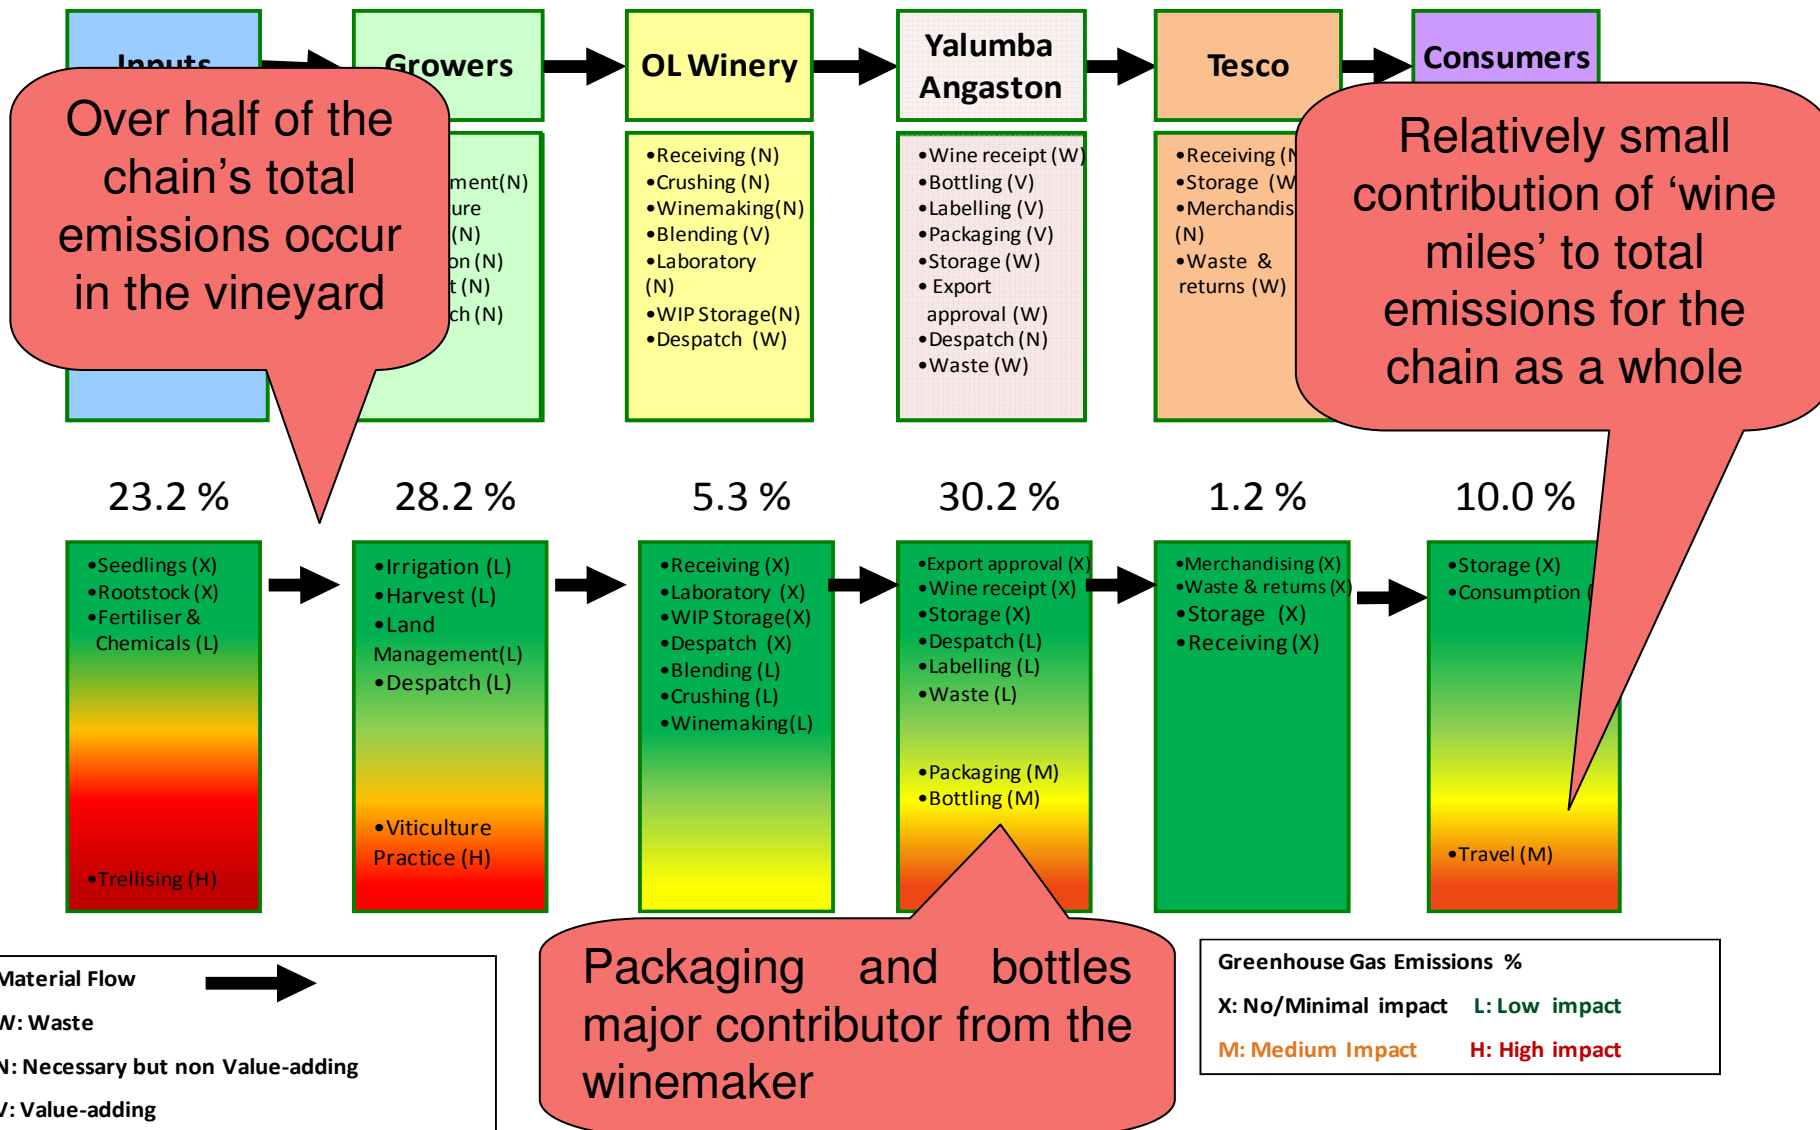 Inputs
Growers
OL Winery
Yalumba
Angaston
Tesco
Consumers
Over half of the
chain's total
emissions occur
in the vineyard
(N)
(N)
(N)
(N)
(N)
•Receiving (N)
•Crushing (N)
•Winemaking(N)
•Blending (V)
•Laboratory
(N)
•WIP Storage(N)
•Despatch (W)
•Wine receipt (W)
•Bottling (V)
•Labelling (V)
•Packaging (V)
•Storage (W)
• Export
approval (W)
•Despatch (N)
•Waste (W)
•Receiving (N
•Storage (W
•Merchandis
(N)
•Waste &
returns (W)
Relatively small
contribution of ‘wine
miles’ to total
emissions for the
chain as a whole
23.2 %
28.2 %
5.3 %
30.2 %
1.2 %
10.0 %
•Seedlings (X)
•Rootstock (X)
•Fertiliser &
Chemicals (L)
•Trellising (H)
•Irrigation (L)
•Harvest (L)
•Land
Management(L)
•Despatch (L)
•Viticulture
Practice (H)
•Receiving (X)
•Laboratory (X)
•WIP Storage(X)
•Despatch (X)
•Blending (L)
•Crushing (L)
•Winemaking(L)
•Export approval (X)
•Wine receipt (X)
•Storage (X)
•Despatch (L)
•Labelling (L)
•Waste (L)
•Packaging (M)
•Bottling (M)
•Merchandising (X)
•Waste & returns (X)
•Storage (X)
•Receiving (X)
•Storage (X)
•Consumption (
•Travel (M)
Packaging and bottles
major contributor from the
winemaker
Material Flow
W: Waste
N: Necessary but non Value-adding
V: Value-adding
Greenhouse Gas Emissions %
X: No/Minimal impact L: Low impact
M: Medium Impact H: High impact